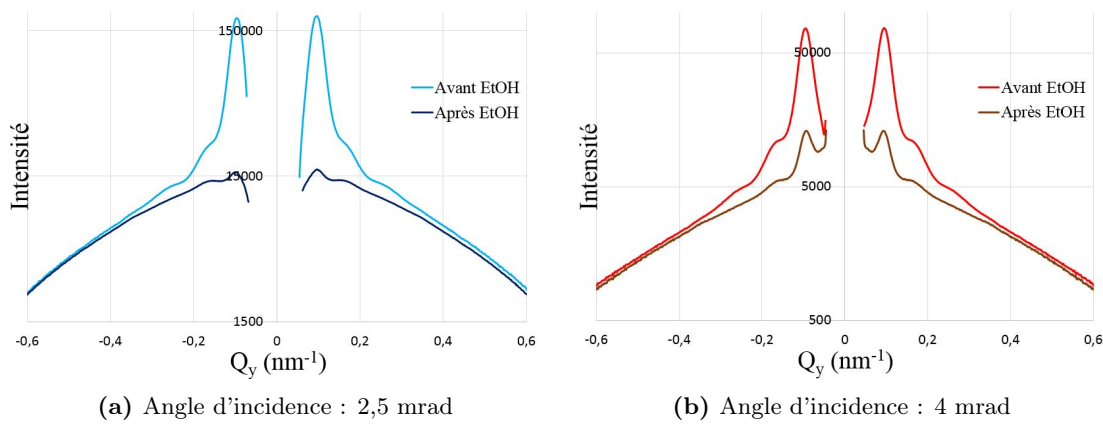 150000
15000
1500
Intensité
Avant EtOH
Après EtOH
-0,6 -0,4 -0,2 0 0,2 0,4 0,6
Qy (nm-1)
(a) Angle d'incidence : 2,5 mrad
50000
5000
500
Intensité
Avant EtOH
Après EtOH
-0,6 -0,4 -0,2 0 0,2 0,4 0,6
Qy (nm-1)
(b) Angle d'incidence : 4 mrad